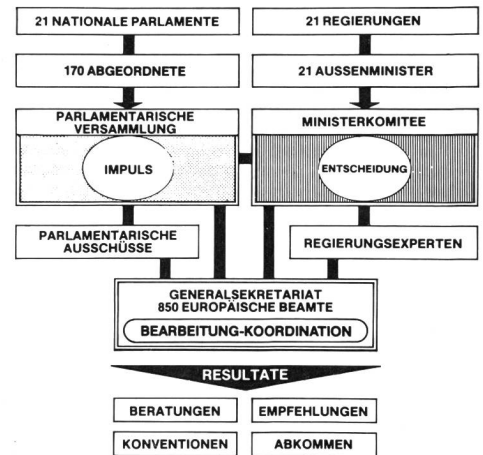 21 NATIONALE PARLAMENTE
21 REGIERUNGEN
170 ABGEORDNETE
21 AUSSENMINISTER
PARLAMENTARISCHE
VERSAMMLUNG
IMPULS
MINISTERKOMITEE
ENTSCHEIDUNG
PARLAMENTARISCHE
AUSSCHÜSSE
REGIERUNGSEXPERTEN
GENERALSEKRETARIAT
850 EUROPÄISCHE BEAMTE
BEARBEITUNG-KOORDINATION
RESULTATE
BERATUNGEN
EMPFEHLUNGEN
KONVENTIONEN
ABKOMMEN